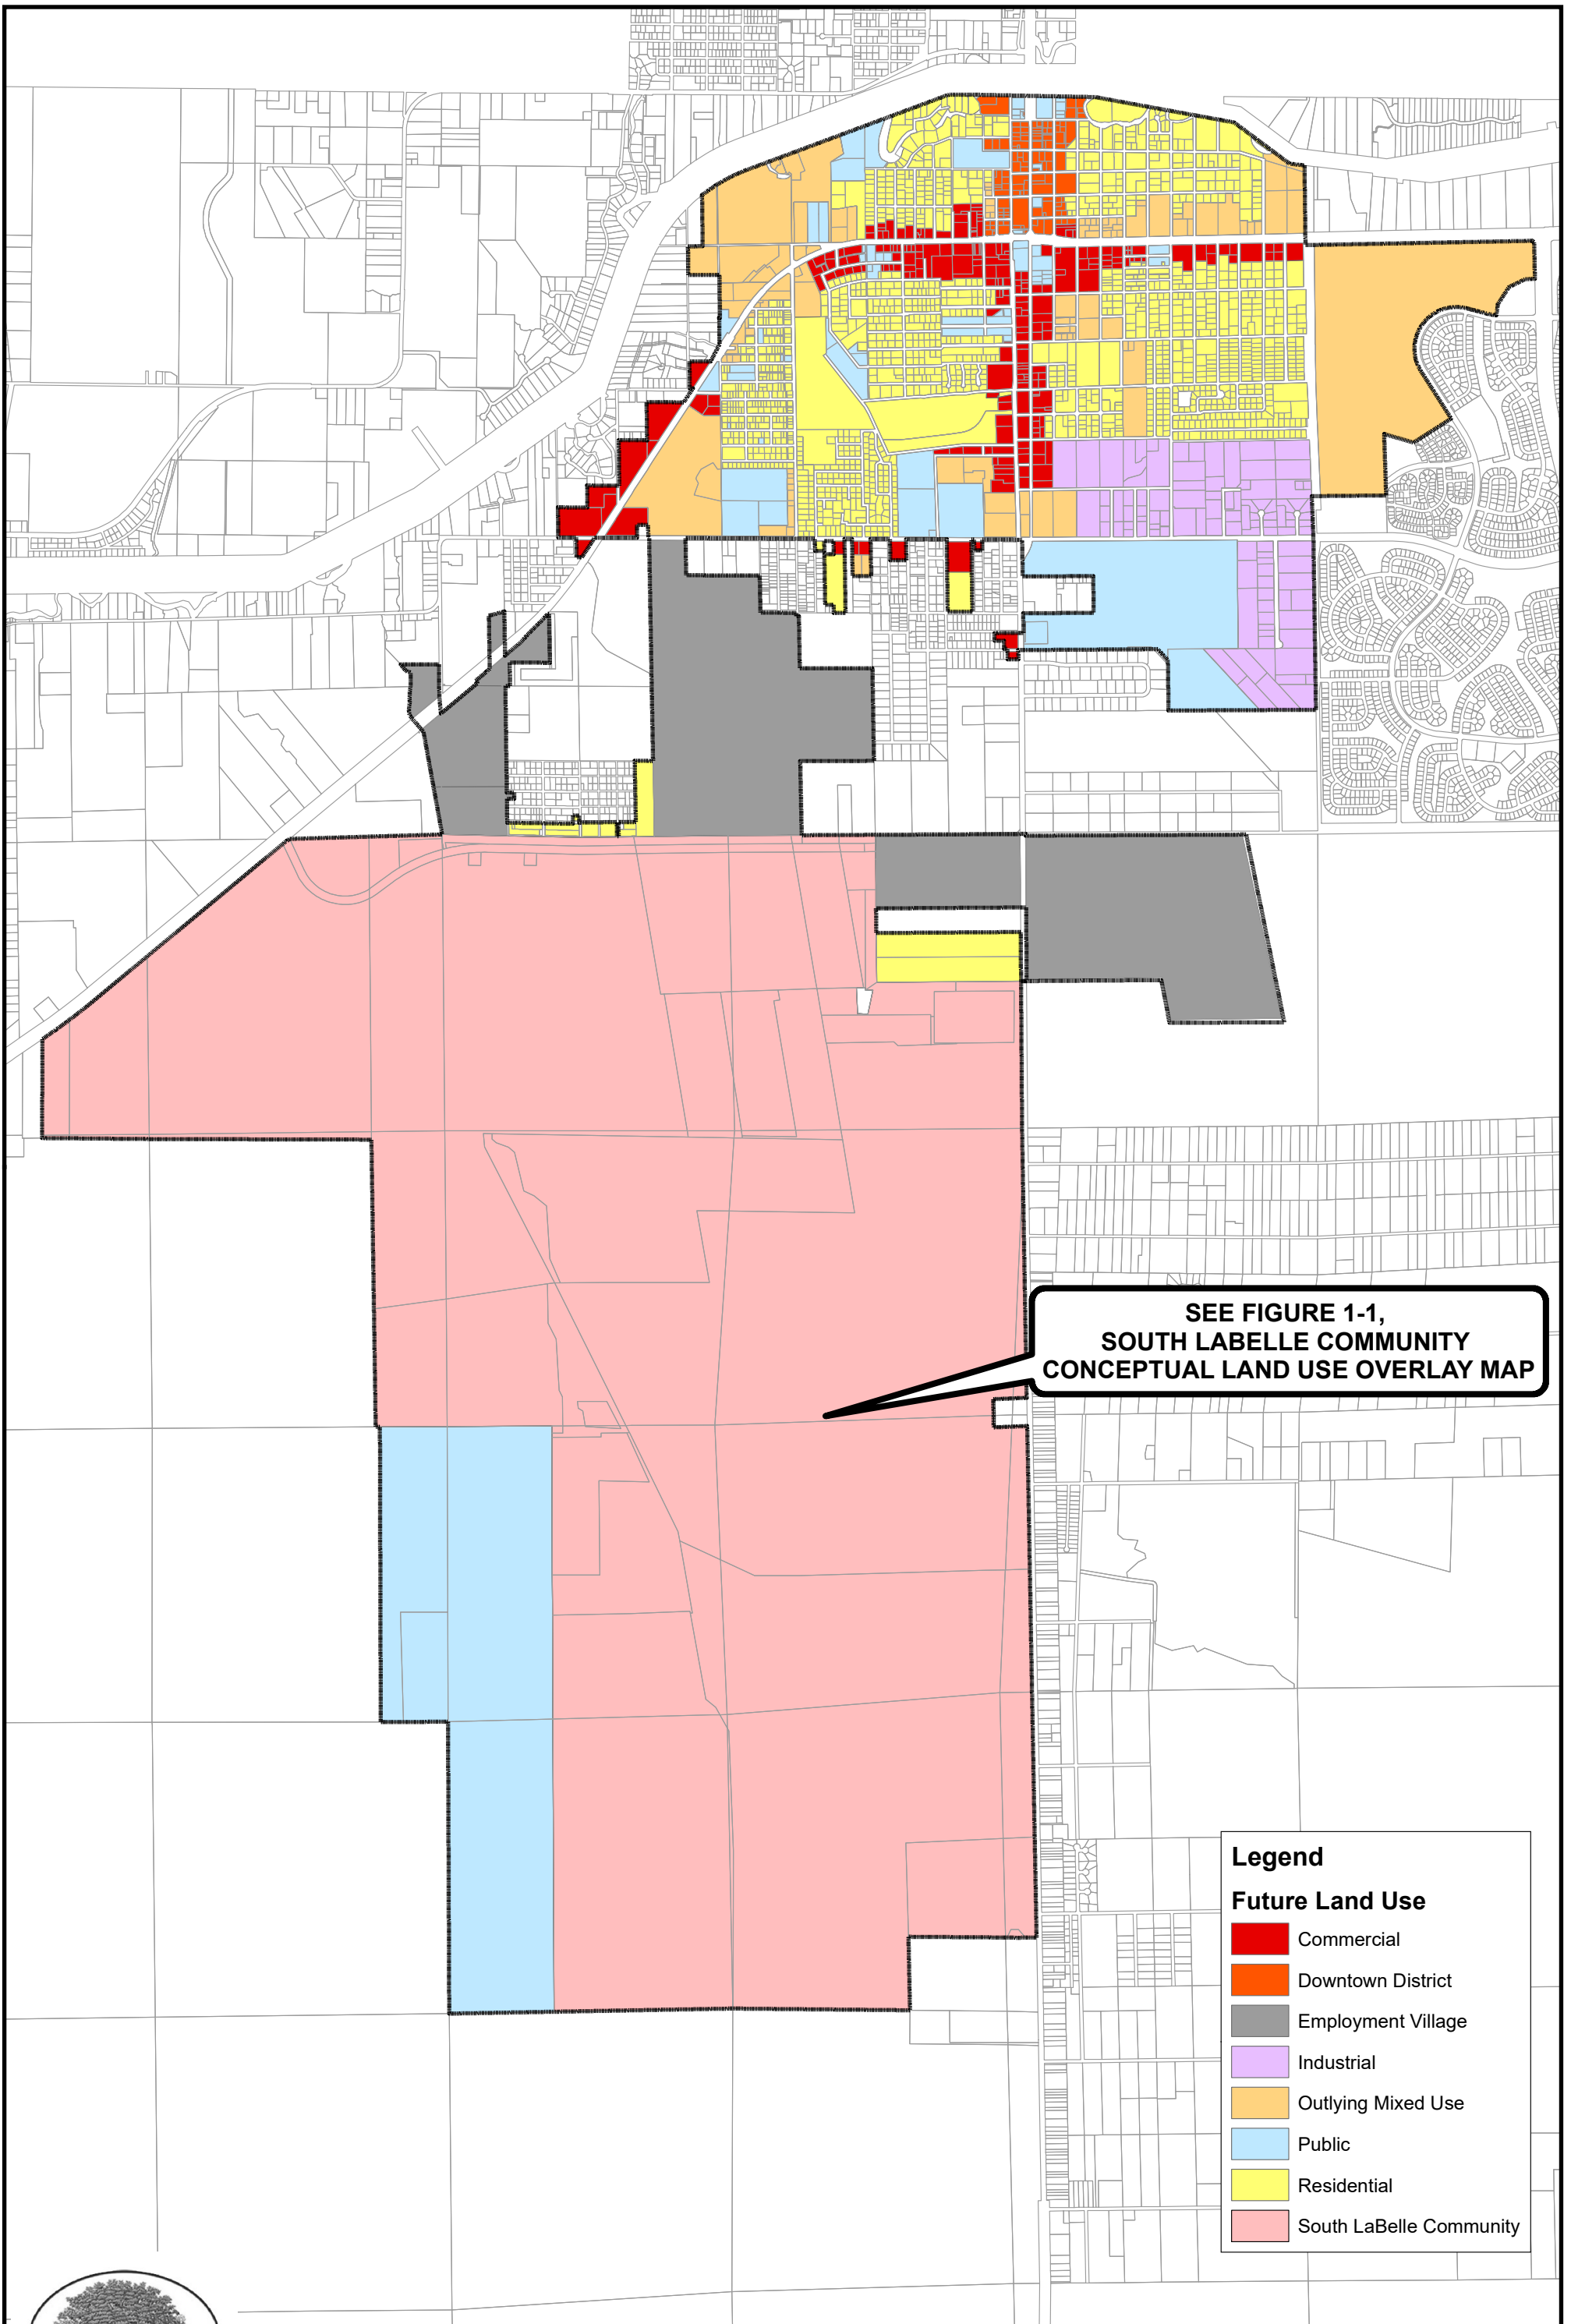 SEE FIGURE 1-1,
SOUTH LABELLE COMMUNITY
CONCEPTUAL LAND USE OVERLAY MAP
Legend
Future Land Use
Commercial
Downtown District
Employment Village
Industrial
Outlying Mixed Use
Public
Residential
South LaBelle Community